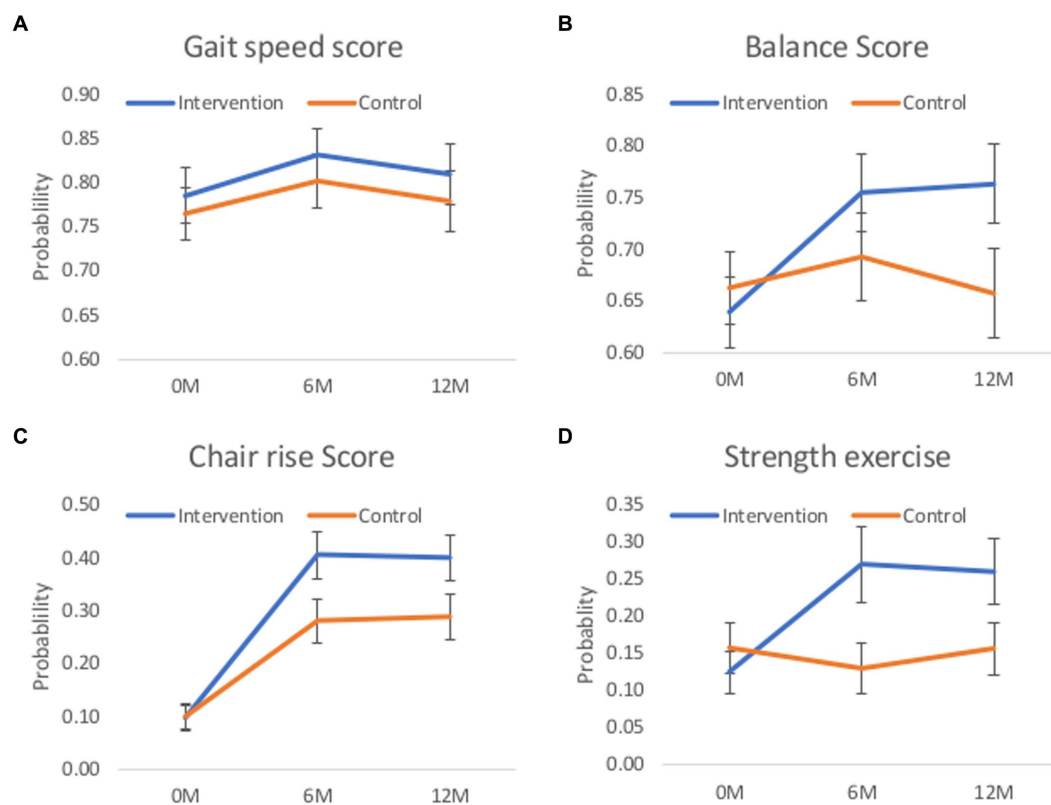 A
Gait speed score
Intervention
Control
Probablility
0.90
0.85
0.80
0.75
0.70
0.65
0.60
0M
6M
12M
B
Balance Score
Intervention
Control
Probablility
0.85
0.80
0.75
0.70
0.65
0.60
0M
6M
12M
C
Chair rise Score
Intervention
Control
Probablility
0.50
0.40
0.30
0.20
0.10
0.00
0M
6M
12M
D
Strength exercise
Intervention
Control
Probablity
0.35
0.30
0.25
0.20
0.15
0.10
0.05
0.00
0M
6M
12M